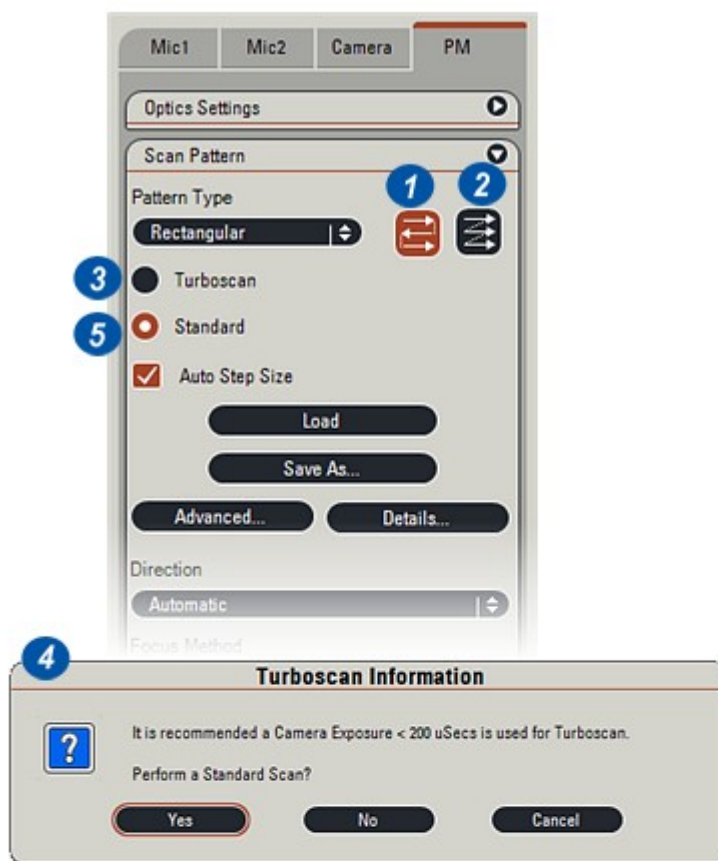 Mic1 Mic2 Camera PM
Optics Settings
Scan Pattern
1 2
Pattern Type
Rectangular
3 Turboscan
5 Standard
Auto Step Size
Load
Save As...
Advanced... Details...
Direction
Automatic
Focus Method
4
Turboscan Information
? It is recommended a Camera Exposure < 200 uSecs is used for Turboscan.
Perform a Standard Scan?
Yes No Cancel